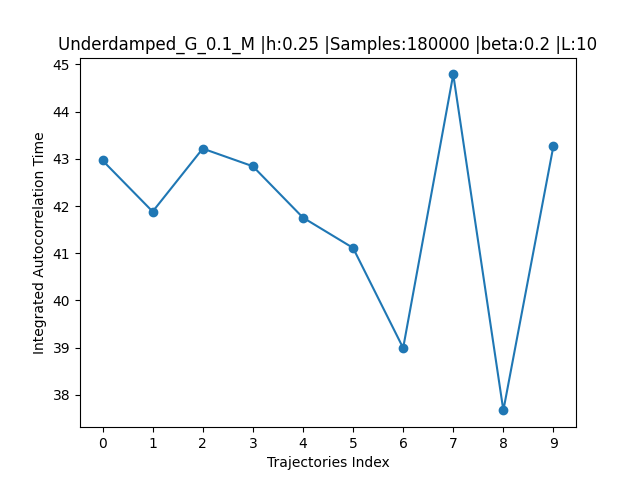 Underdamped_G_0.1_M |h:0.25 |Samples:180000 |beta:0.2 |L:10
45
44
43
42
41
40
39
38
Integrated Autocorrelation Time
0 1 2 3 4 5 6 7 8 9
Trajectories Index